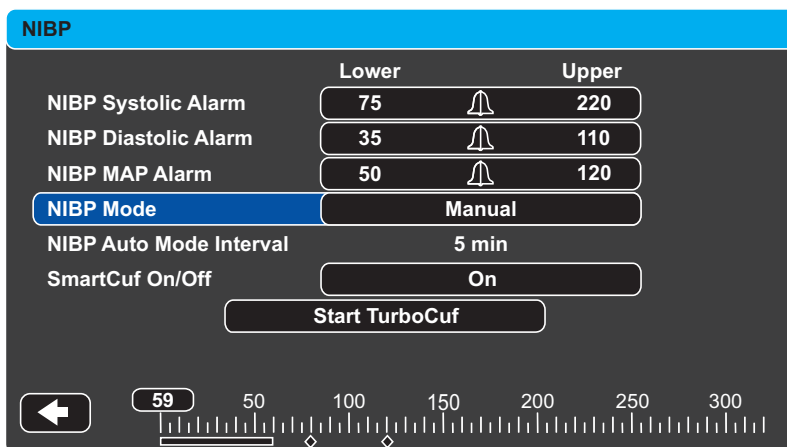 NIBP
Lower Upper
NIBP Systolic Alarm 75 220
NIBP Diastolic Alarm 35 110
NIBP MAP Alarm 50 120
NIBP Mode Manual
NIBP Auto Mode Interval 5 min
SmartCuf On/Off On
Start TurboCuf
59 50 100 150 200 250 300